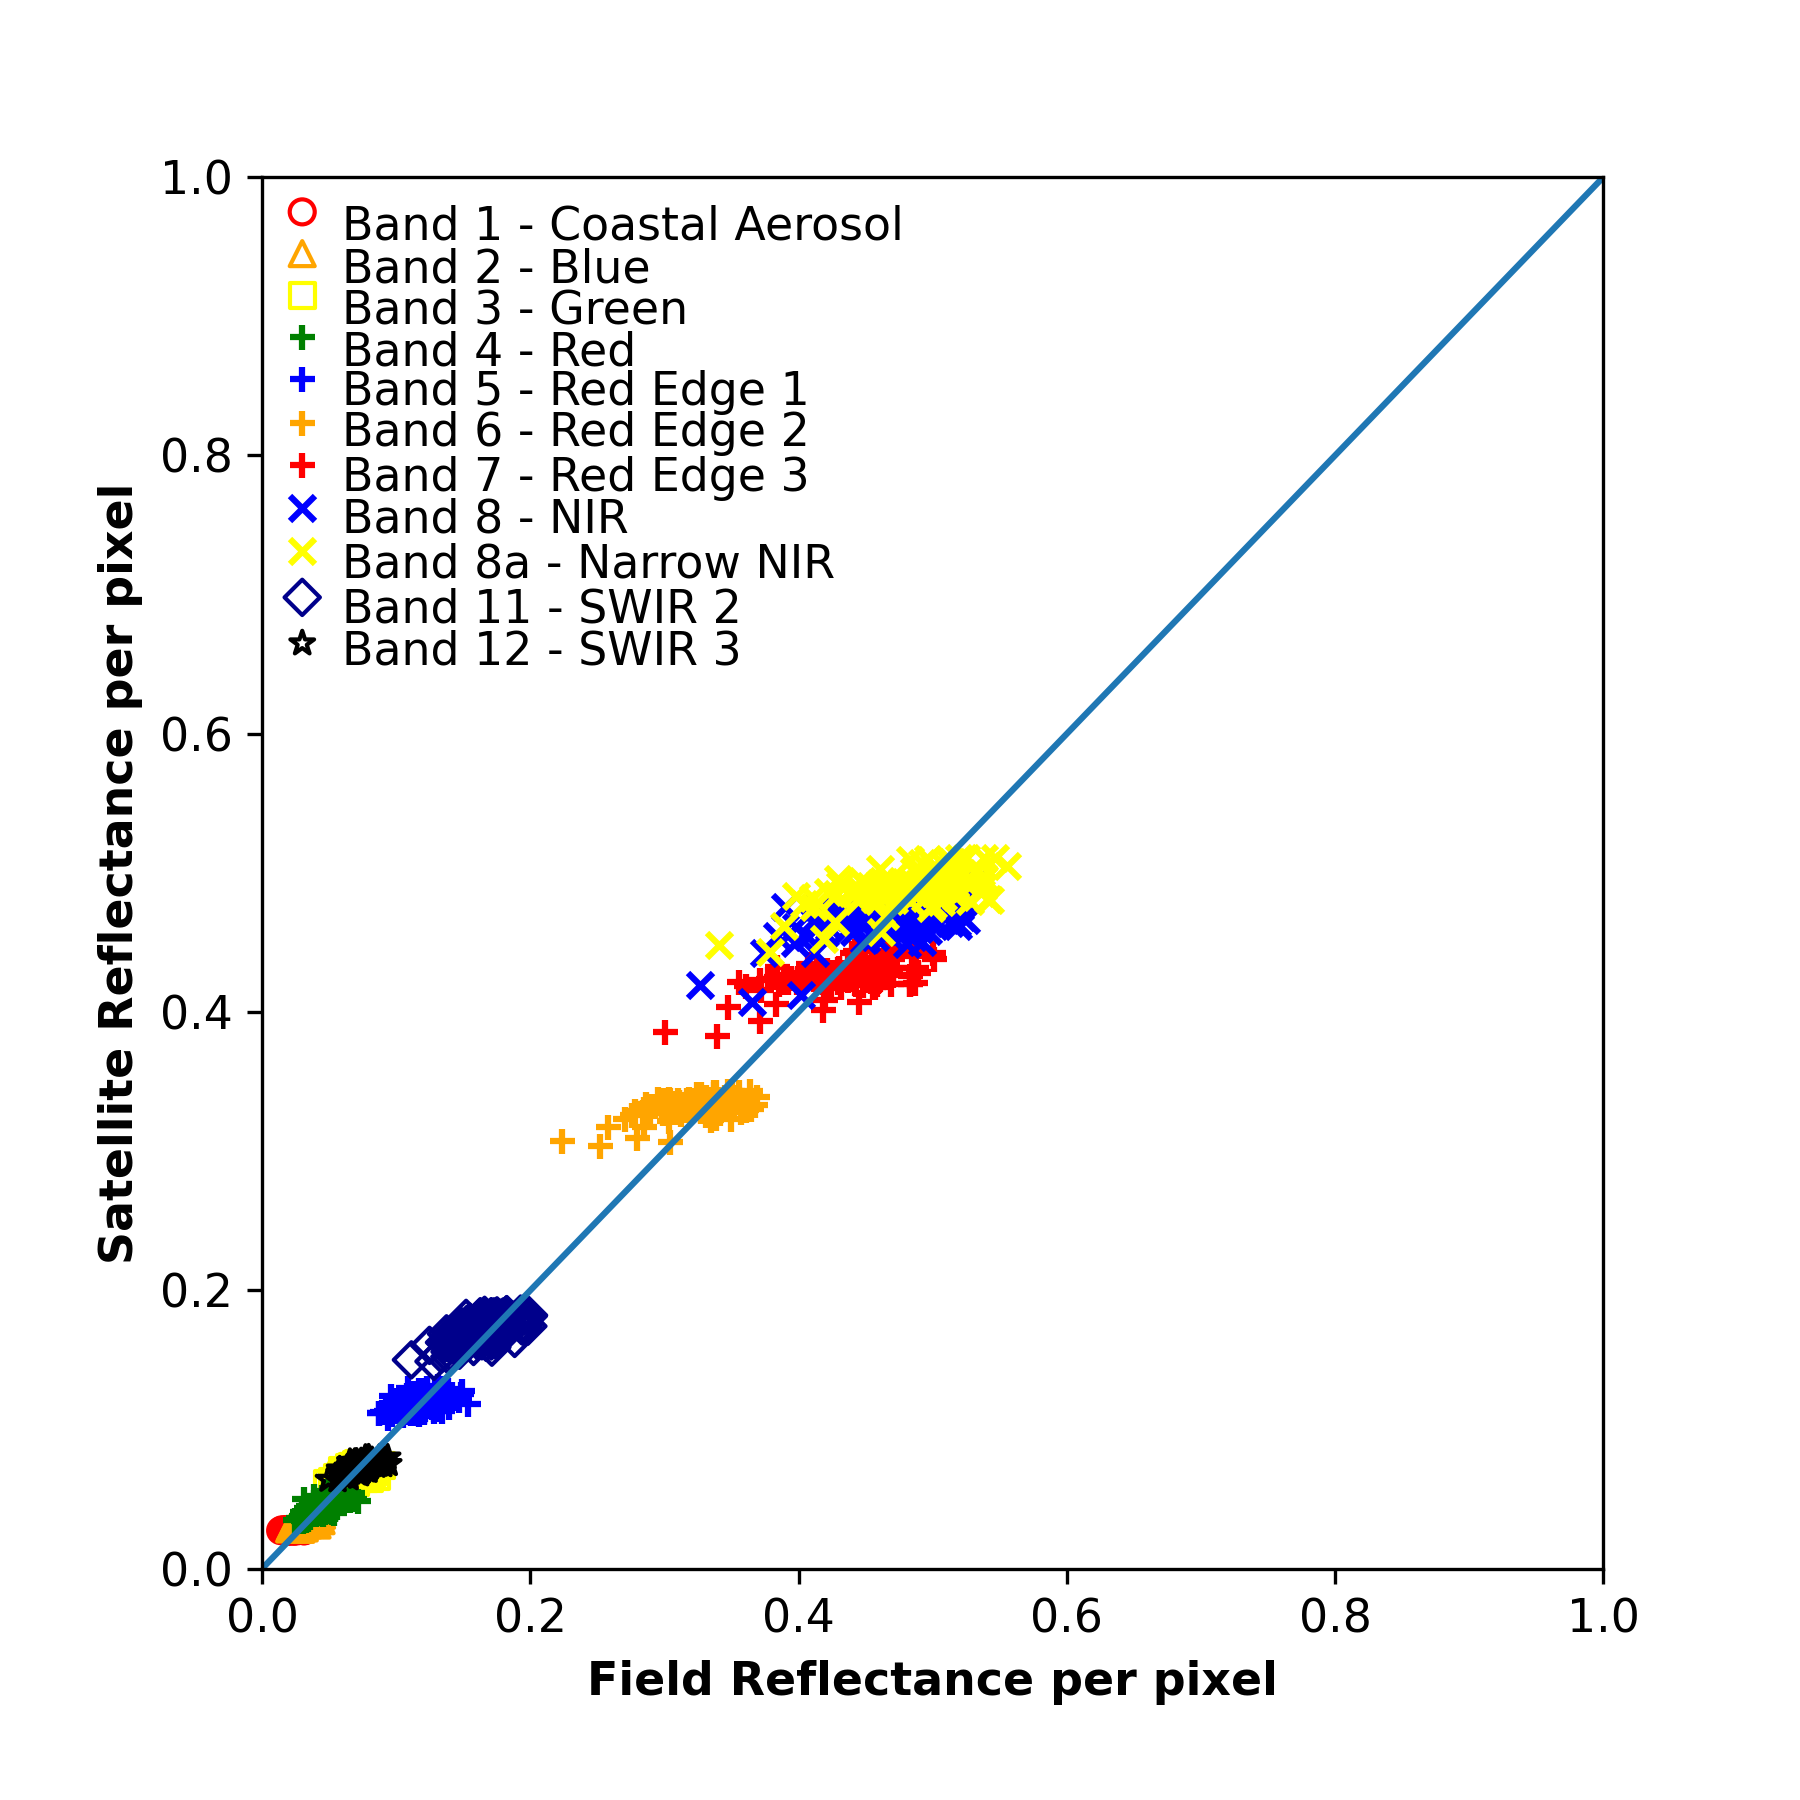 1.0
0.8
0.6
0.4
0.2
0.0
Satellite Reflectance per pixel
Band 1 - Coastal Aerosol
Band 2 - Blue
Band 3 - Green
Band 4 - Red
Band 5 - Red Edge 1
Band 6 - Red Edge 2
Band 7 - Red Edge 3
Band 8 - NIR
Band 8a - Narrow NIR
Band 11 - SWIR 2
Band 12 - SWIR 3
0.0 0.2 0.4 0.6 0.8 1.0
Field Reflectance per pixel